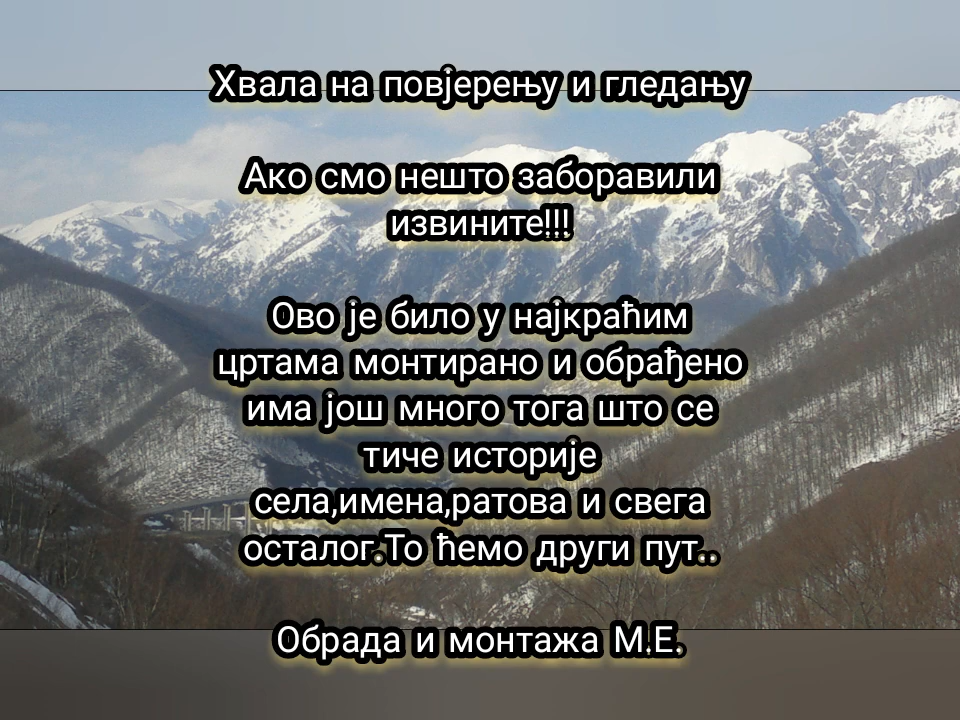 Хвала на повјерењу и гледању
Ако смо нешто заборавили
извините!!!
Ово је било у најкраћим
цртама монтирано и обрађено
има још много тога што се
тиче историје
села,имена,ратова и свега
осталог.То ћемо други пут..
Обрада и монтажа М.Е.